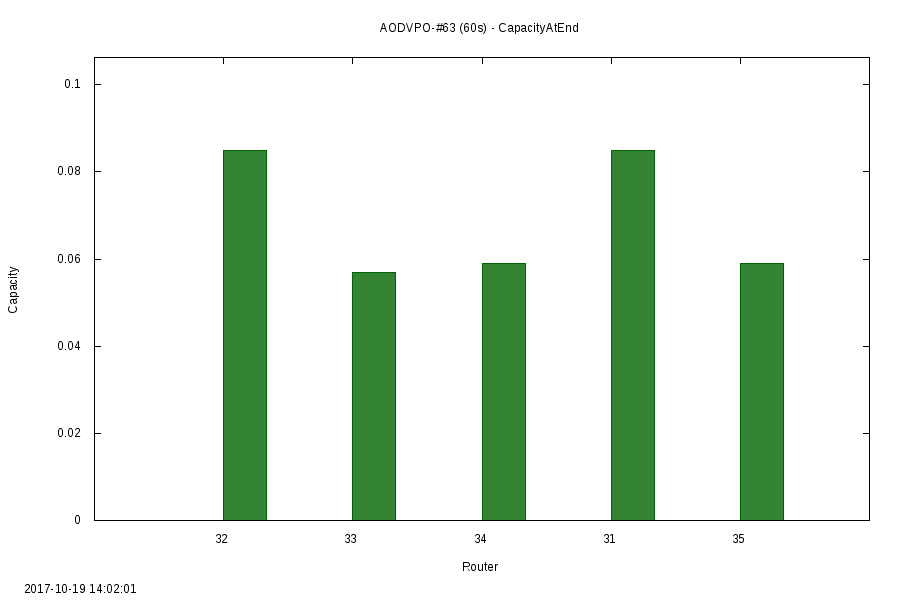 AODVPO-#63 (60s) - CapacityAtEnd
0.1
0.08
0.06
0.04
0.02
0
Capacity
32 33 34 31 35
Router
2017-10-19 14:02:01